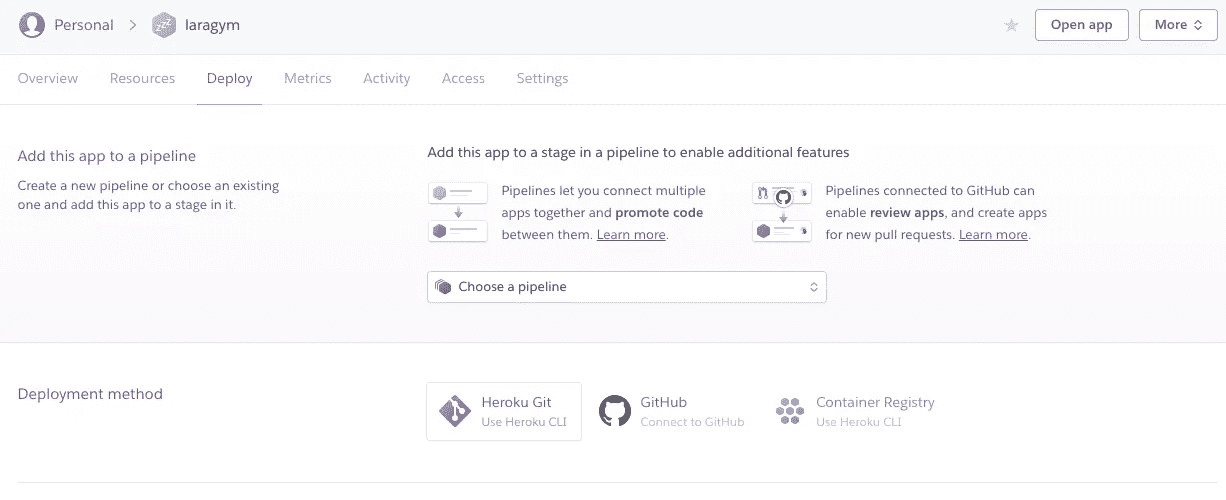 Personal > laragym
Open app
More
Overview Resources Deploy Metrics Activity Access Settings
Add this app to a pipeline
Create a new pipeline or choose an existing
one and add this app to a stage in it.
Add this app to a stage in a pipeline to enable additional features
Pipelines let you connect multiple
apps together and promote code
between them. Learn more.
Pipelines connected to GitHub can
enable review apps, and create apps
for new pull requests. Learn more.
Choose a pipeline
Deployment method
Heroku Git
Use Heroku CLI
GitHub
Connect to GitHub
Container Registry
Use Heroku CLI